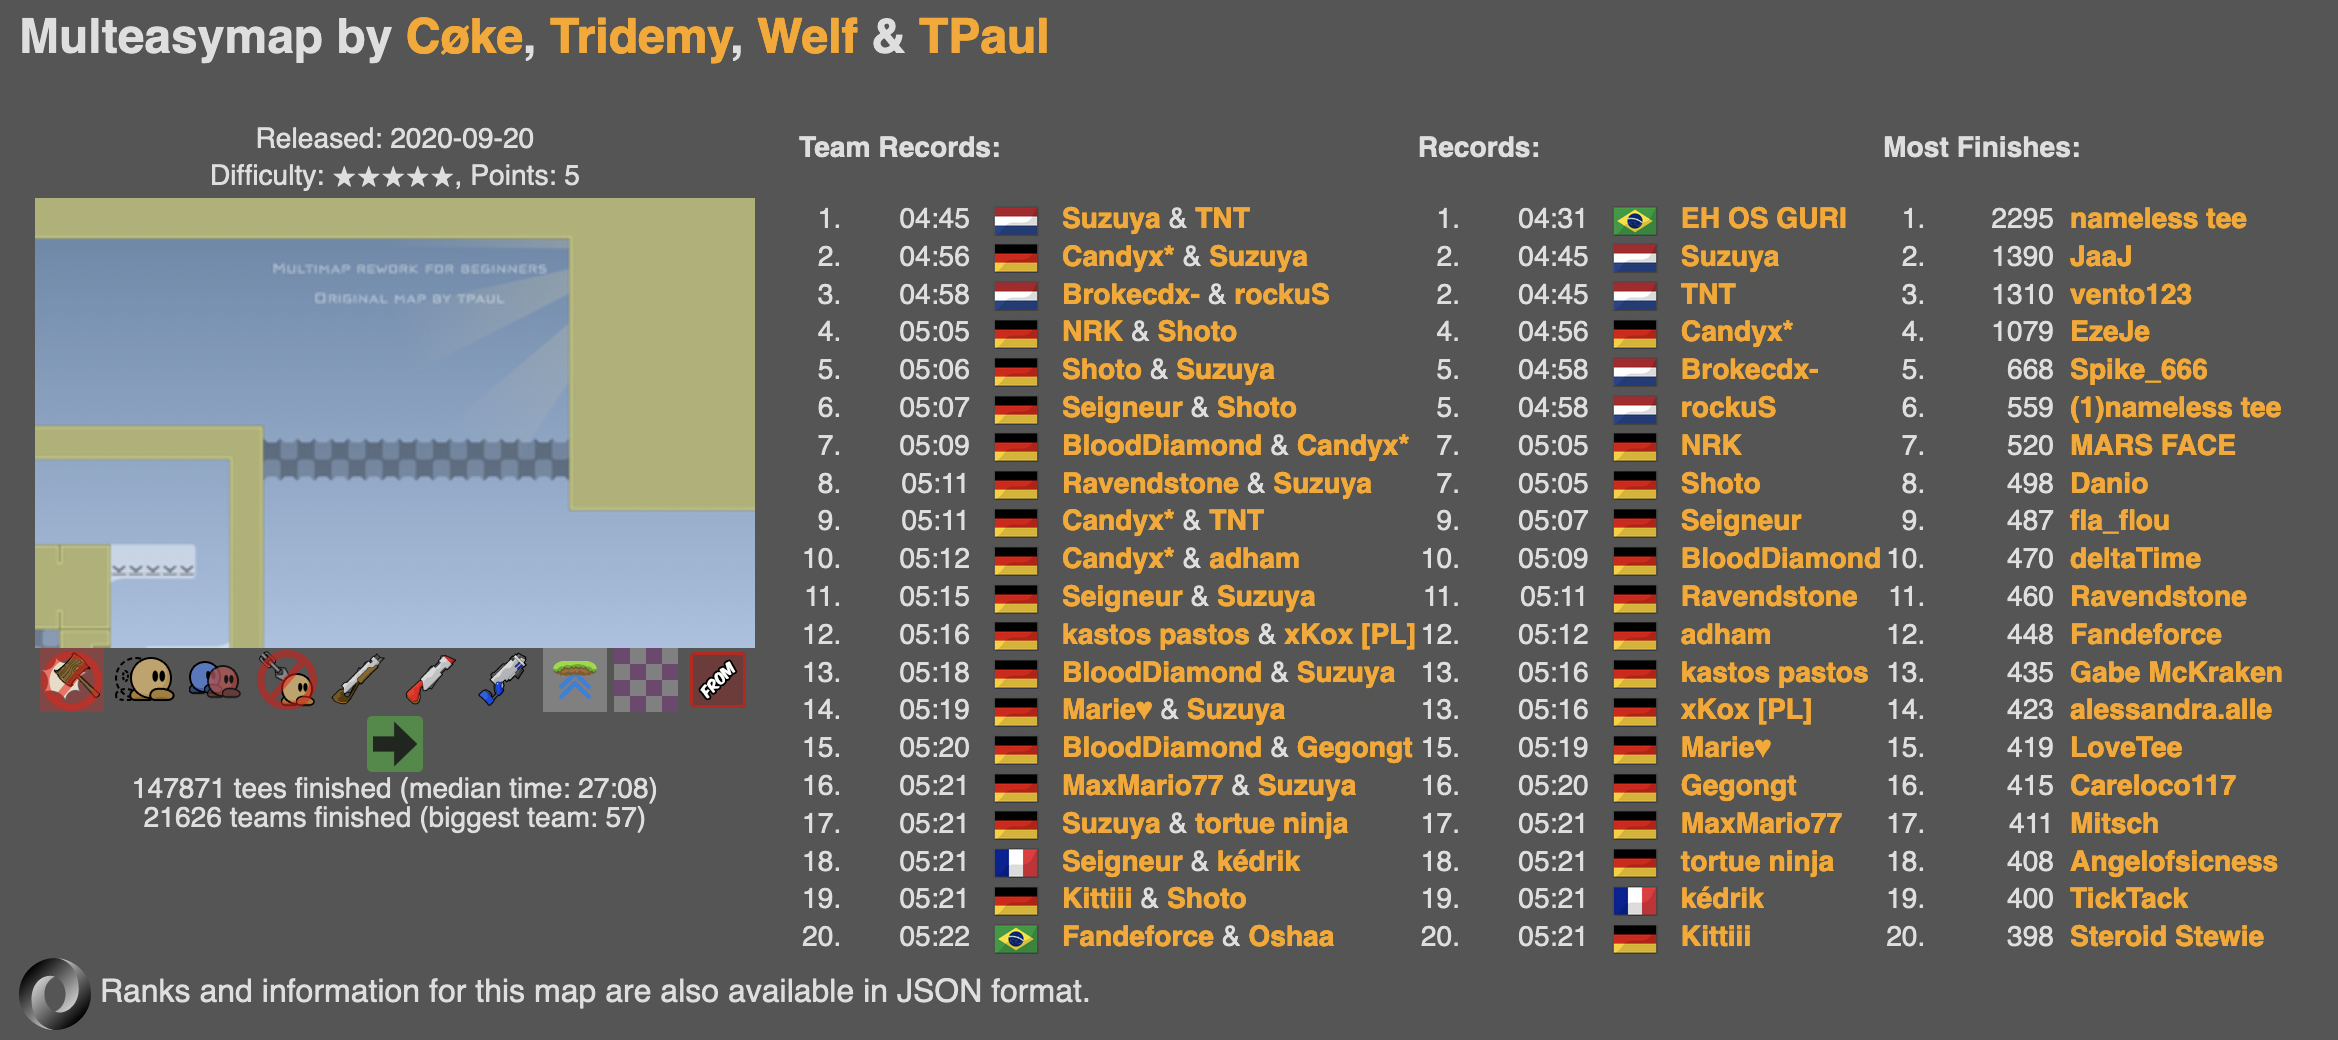 Multeasymap by Cøke, Tridemy, Welf & TPaul
Released: 2020-09-20
Difficulty: ★★★★★, Points: 5
MULTIMAP REWORK FOR BEGINNERS
ORIGINAL MAP BY TPAUL
FROM
147871 tees finished (median time: 27:08)
21626 teams finished (biggest team: 57)
Team Records:
1. 04:45 Suzuya & TNT
2. 04:56 Candyx* & Suzuya
3. 04:58 Brokecdx- & rockuS
4. 05:05 NRK & Shoto
5. 05:06 Shoto & Suzuya
6. 05:07 Seigneur & Shoto
7. 05:09 BloodDiamond & Candyx*
8. 05:11 Ravendstone & Suzuya
9. 05:11 Candyx* & TNT
10. 05:12 Candyx* & adham
11. 05:15 Seigneur & Suzuya
12. 05:16 kastos pastos & xKox [PL]
13. 05:18 BloodDiamond & Suzuya
14. 05:19 Marie♥ & Suzuya
15. 05:20 BloodDiamond & Gegongt
16. 05:21 MaxMario77 & Suzuya
17. 05:21 Suzuya & tortue ninja
18. 05:21 Seigneur & kédrik
19. 05:21 Kittiii & Shoto
20. 05:22 Fandeforce & Oshaa
Records:
1. 04:31 EH OS GURI
2. 04:45 Suzuya
2. 04:45 TNT
4. 04:56 Candyx*
5. 04:58 Brokecdx-
5. 04:58 rockuS
7. 05:05 NRK
7. 05:05 Shoto
9. 05:07 Seigneur
10. 05:09 BloodDiamond
11. 05:11 Ravendstone
12. 05:12 adham
13. 05:16 kastos pastos
13. 05:16 xKox [PL]
15. 05:19 Marie♥
16. 05:20 Gegongt
17. 05:21 MaxMario77
18. 05:21 tortue ninja
19. 05:21 kédrik
20. 05:21 Kittiii
Most Finishes:
1. 2295 nameless tee
2. 1390 JaaJ
3. 1310 vento123
4. 1079 EzeJe
5. 668 Spike_666
6. 559 (1)nameless tee
7. 520 MARS FACE
8. 498 Danio
9. 487 fla_flou
10. 470 deltaTime
11. 460 Ravendstone
12. 448 Fandeforce
13. 435 Gabe McKraken
14. 423 alessandra.alle
15. 419 LoveTee
16. 415 Careloco117
17. 411 Mitsch
18. 408 Angelofsicness
19. 400 TickTack
20. 398 Steroid Stewie
Ranks and information for this map are also available in JSON format.